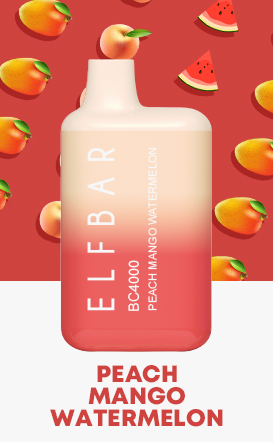 ELFBAR
BC4000
PEACH MANGO WATERMELON
PEACH
MANGO
WATERMELON